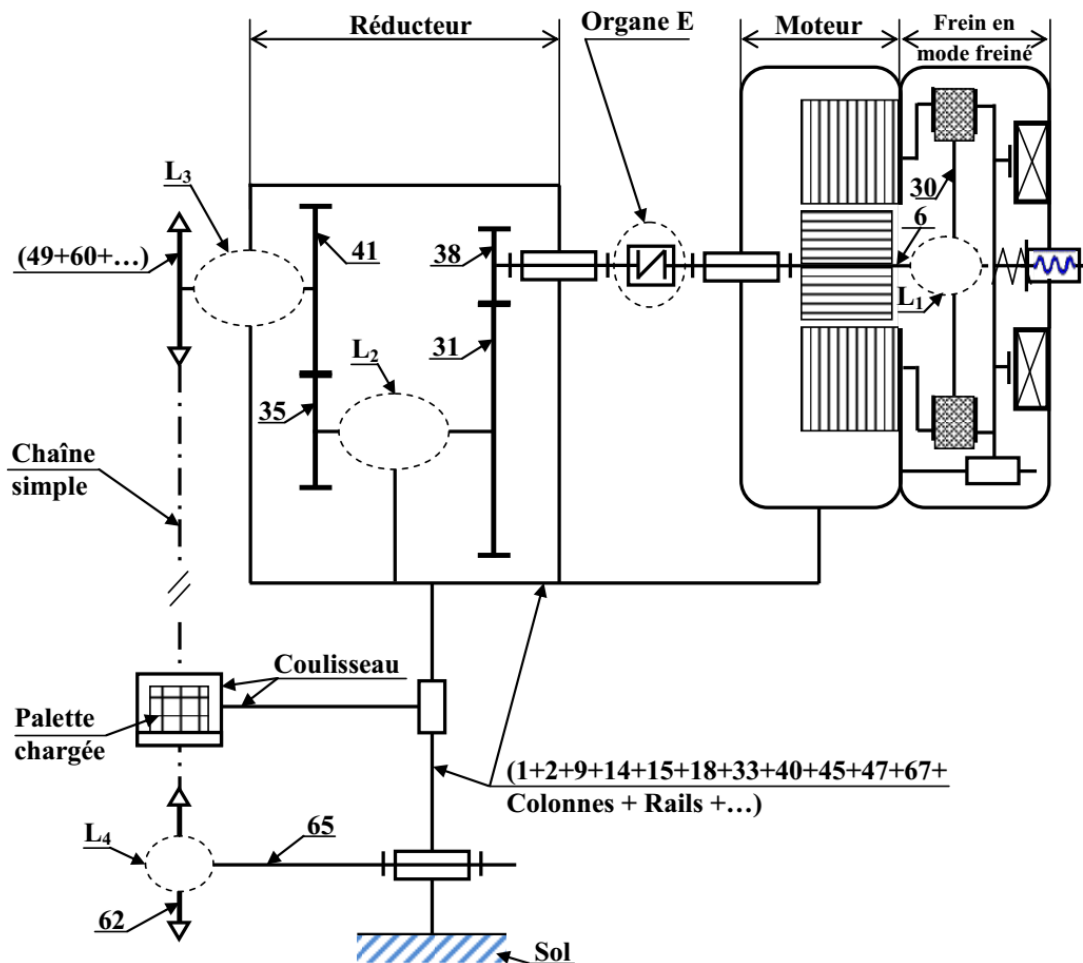 Réducteur
Organe E
Moteur
Frein en
mode freiné
L3
(49+60+…)
41
38
30
6
L1
L2
31
35
Chaîne
simple
Coulisseau
Palette
chargée
(1+2+9+14+15+18+33+40+45+47+67+
Colonnes + Rails +…)
L4
65
62
Sol